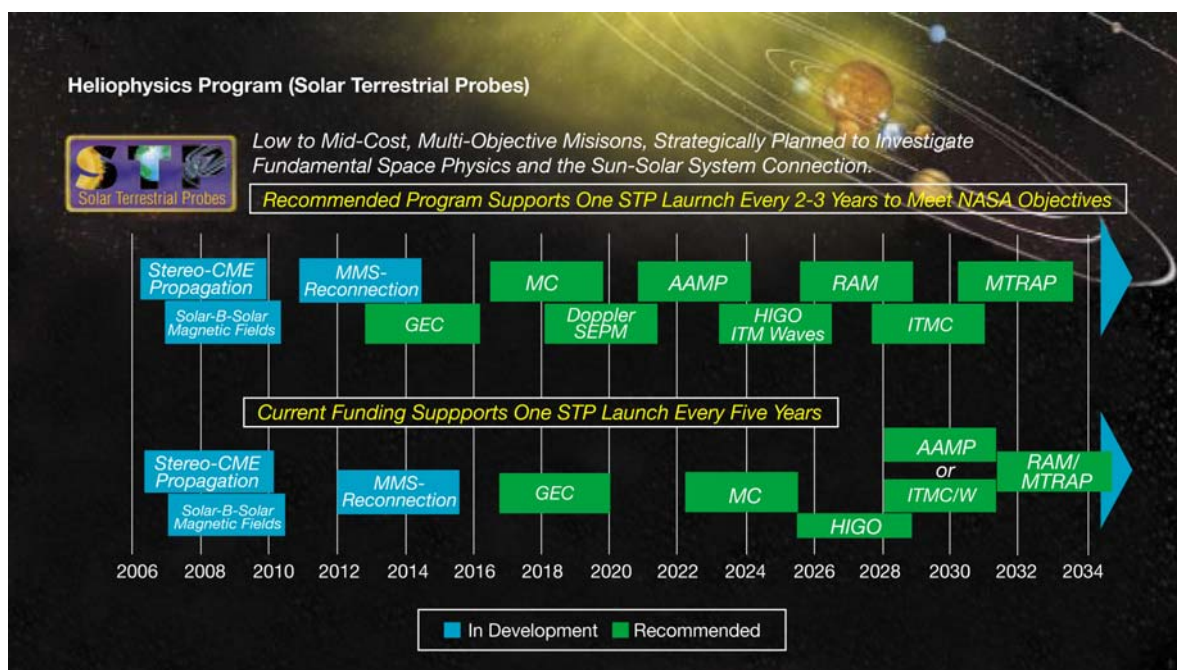 Heliophysics Program (Solar Terrestrial Probes)
STP
Solar Terrestrial Probes
Low to Mid-Cost, Multi-Objective Misisons, Strategically Planned to Investigate
Fundamental Space Physics and the Sun-Solar System Connection.
Recommended Program Supports One STP Laurnch Every 2-3 Years to Meet NASA Objectives
Stereo-CME
Propagation
MMS-
Reconnection
MC
AAMP
RAM
MTRAP
Solar-B-Solar
Magnetic Fields
GEC
Doppler
SEPM
HIGO
ITM Waves
ITMC
Current Funding Suppports One STP Launch Every Five Years
Stereo-CME
Propagation
MMS-
Reconnection
GEC
MC
AAMP
or
ITMC/W
RAM/
MTRAP
Solar-B-Solar
Magnetic Fields
HIGO
2006 2008 2010 2012 2014 2016 2018 2020 2022 2024 2026 2028 2030 2032 2034
In Development Recommended